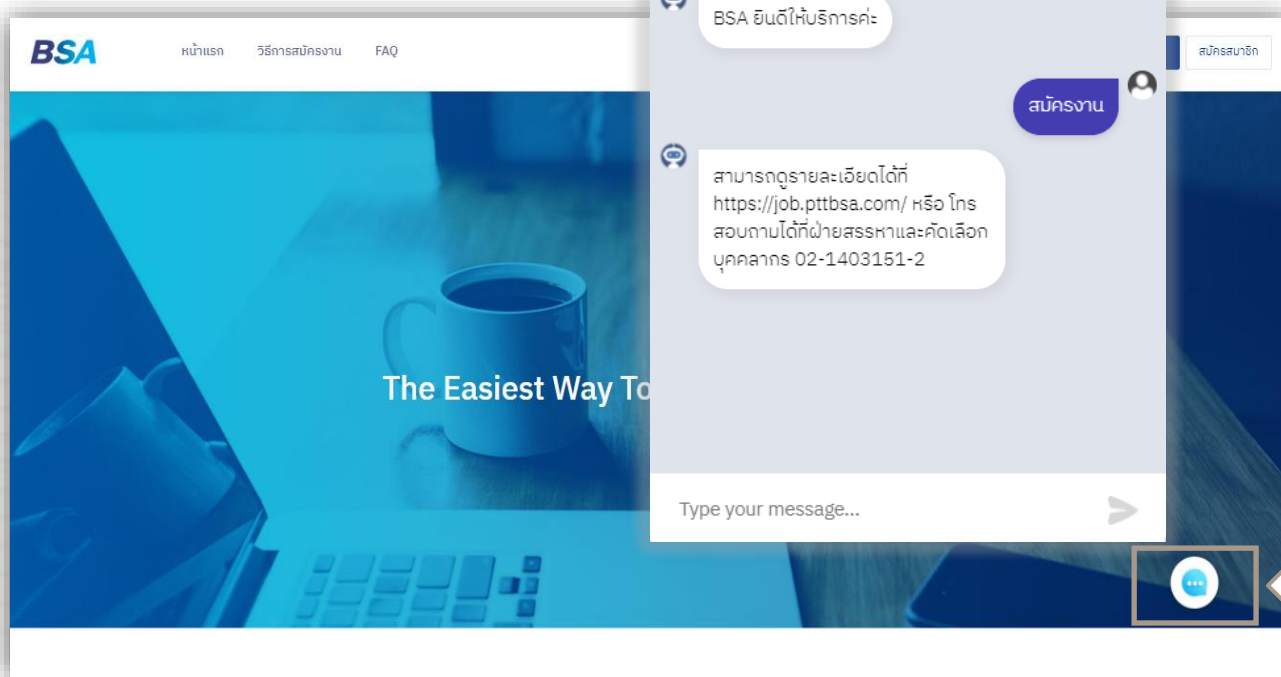 BSA
หน้าแรก
วิธีการสมัครงาน
FAQ
สมัครสมาชิก
BSA ยินดีให้บริการค่ะ
สมัครงาน
สามารถดูรายละเอียดได้ที่
https://job.pttbsa.com/ หรือ โทร
สอบถามได้ที่ฝ่ายสรรหาและคัดเลือก
บุคคลากร 02-1403151-2
The Easiest Way To
Type your message...